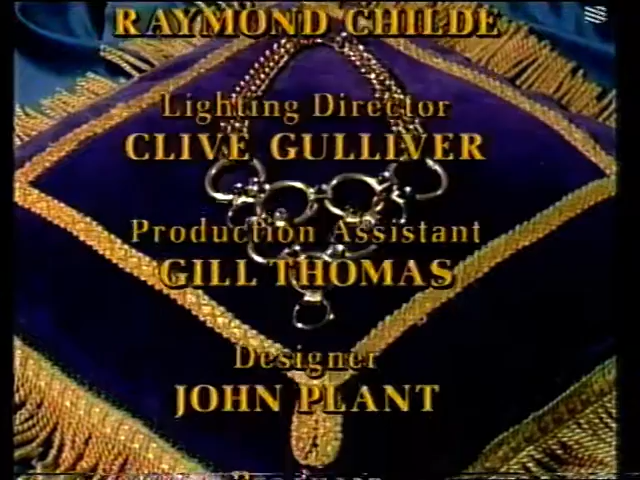 RAYMOND CHILDE
Lighting Director
CLIVE GULLIVER
Production Assistant
GILL THOMAS
Designer
JOHN PLANT